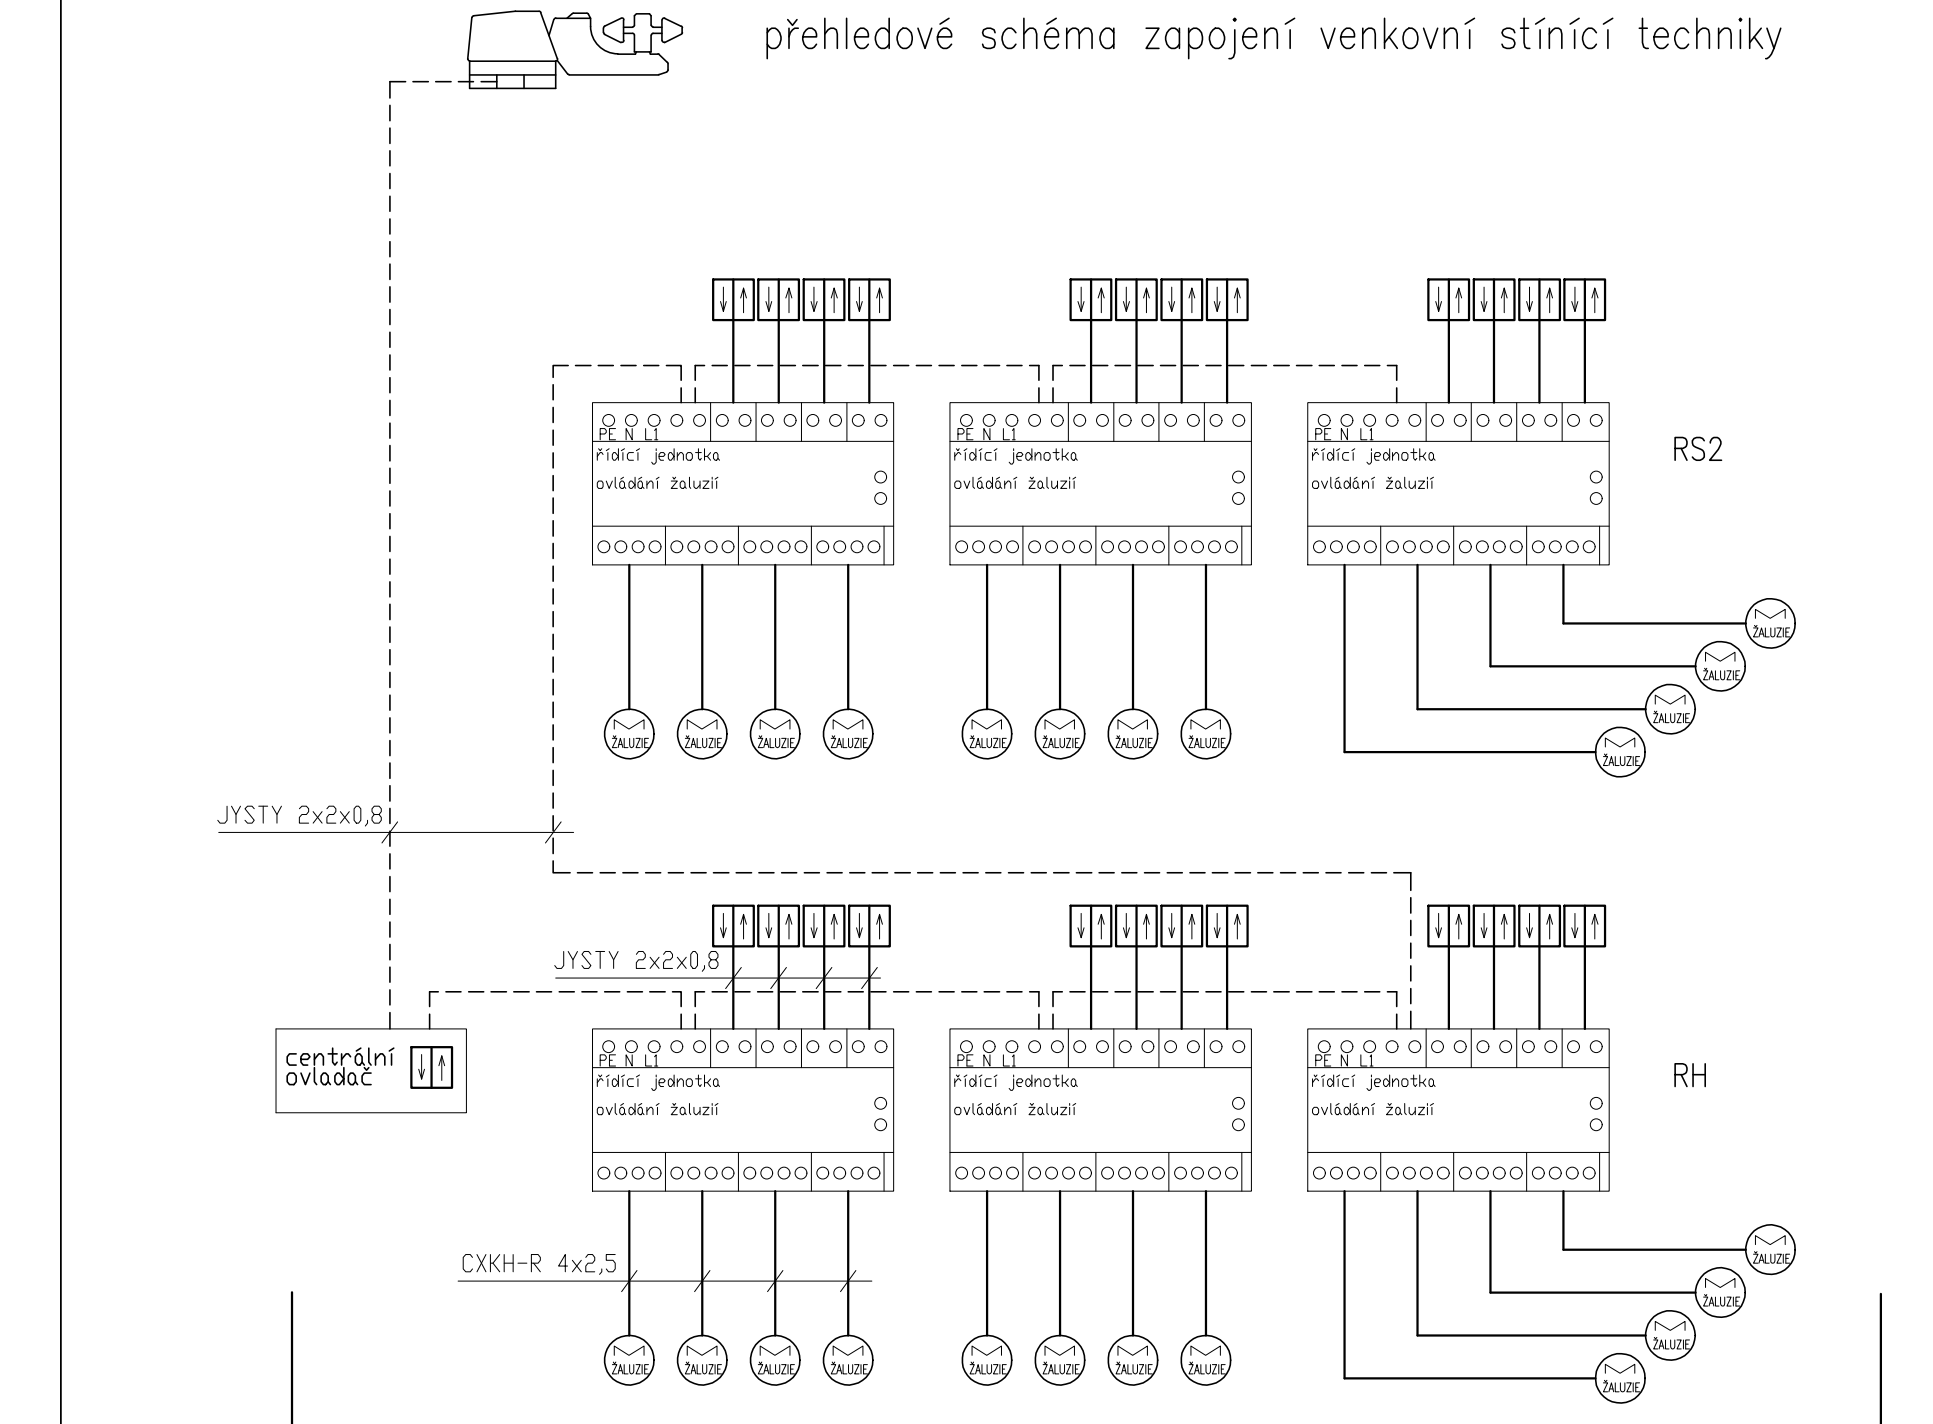 přehledové schéma zapojení venkovní stínící techniky
PE N L1
řídící jednotka
ovládání žaluzií
PE N L1
řídící jednotka
ovládání žaluzií
PE N L1
řídící jednotka
ovládání žaluzií
RS2
ŽALUZIE
ŽALUZIE
ŽALUZIE
ŽALUZIE
ŽALUZIE
ŽALUZIE
ŽALUZIE
ŽALUZIE
ŽALUZIE
ŽALUZIE
ŽALUZIE
ŽALUZIE
JYSTY 2x2x0,8
JYSTY 2x2x0,8
centrální
ovladač
PE N L1
řídící jednotka
ovládání žaluzií
PE N L1
řídící jednotka
ovládání žaluzií
PE N L1
řídící jednotka
ovládání žaluzií
RH
CXKH-R 4x2,5
ŽALUZIE
ŽALUZIE
ŽALUZIE
ŽALUZIE
ŽALUZIE
ŽALUZIE
ŽALUZIE
ŽALUZIE
ŽALUZIE
ŽALUZIE
ŽALUZIE
ŽALUZIE